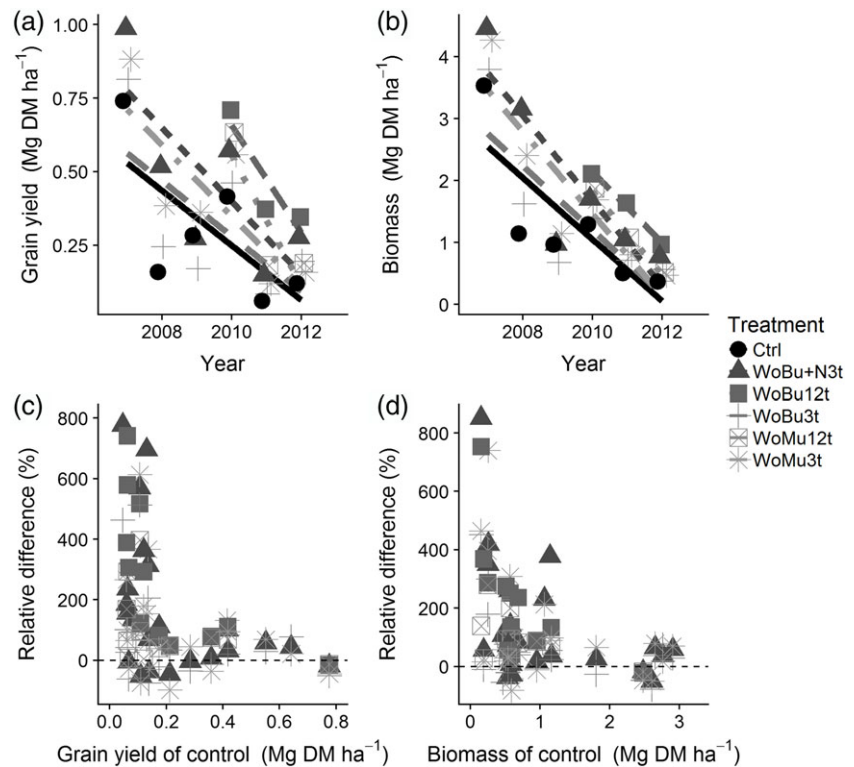 (a)
Grain yield (Mg DM ha⁻¹)
1.00
0.75
0.50
0.25
2008 2010 2012
Year
(b)
Biomass (Mg DM ha⁻¹)
4
3
2
1
0
2008 2010 2012
Year
Treatment
Ctrl
WoBu+N3t
WoBu12t
WoBu3t
WoMu12t
WoMu3t
(c)
Relative difference (%)
800
600
400
200
0
0.0 0.2 0.4 0.6 0.8
Grain yield of control (Mg DM ha⁻¹)
(d)
Relative difference (%)
800
600
400
200
0
0 1 2 3
Biomass of control (Mg DM ha⁻¹)